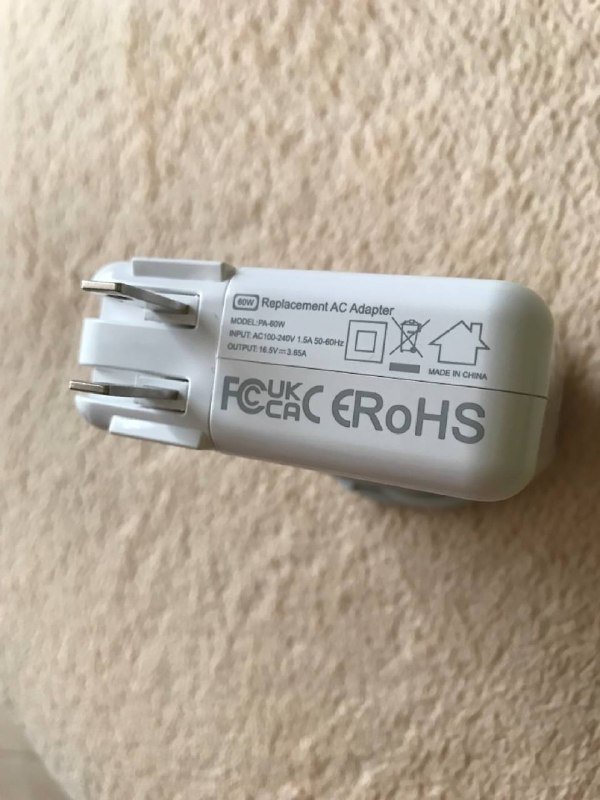 60W Replacement AC Adapter
MODEL:PA-60W
INPUT: AC100-240V 1.5A 50-60Hz
OUTPUT: 16.5V⎓3.65A
MADE IN CHINA
FC UK CA CE RoHS